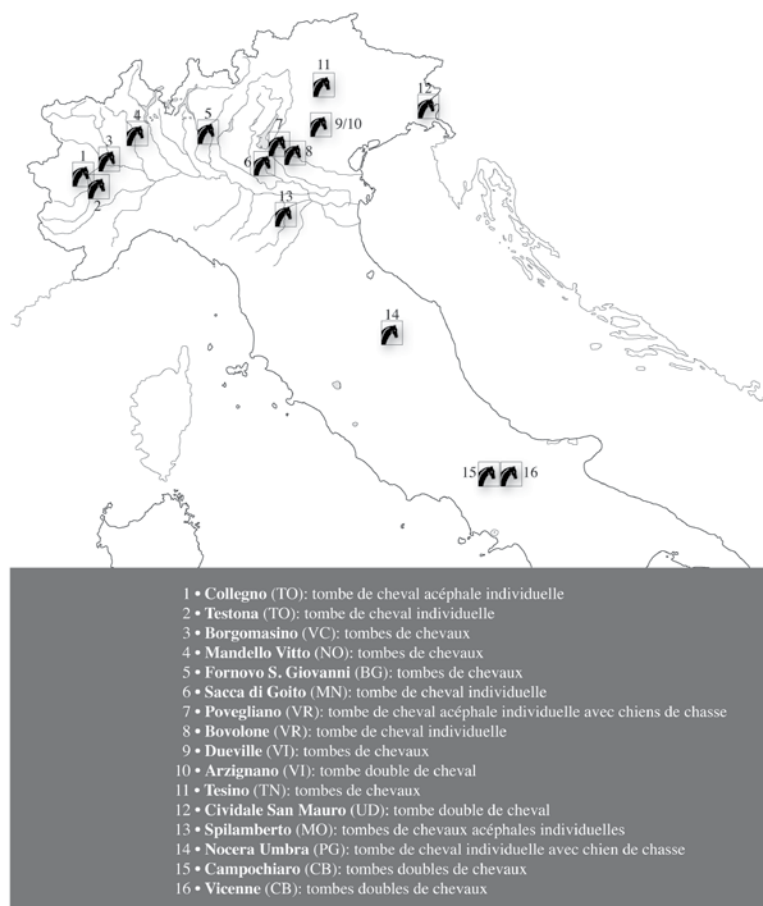 11
12
4
5
9/10
7
3
8
1
6
2
13
14
15
16
1 • Collegno (TO): tombe de cheval acéphale individuelle
2 • Testona (TO): tombe de cheval individuelle
3 • Borgomasino (VC): tombes de chevaux
4 • Mandello Vitto (NO): tombes de chevaux
5 • Fornovo S. Giovanni (BG): tombes de chevaux
6 • Sacca di Goito (MN): tombe de cheval individuelle
7 • Povegliano (VR): tombe de cheval acéphale individuelle avec chiens de chasse
8 • Bovolone (VR): tombe de cheval individuelle
9 • Dueville (VI): tombes de chevaux
10 • Arzignano (VI): tombe double de cheval
11 • Tesino (TN): tombes de chevaux
12 • Cividale San Mauro (UD): tombe double de cheval
13 • Spilamberto (MO): tombes de chevaux acéphales individuelles
14 • Nocera Umbra (PG): tombe de cheval individuelle avec chien de chasse
15 • Campochiaro (CB): tombes doubles de chevaux
16 • Vicenne (CB): tombes doubles de chevaux